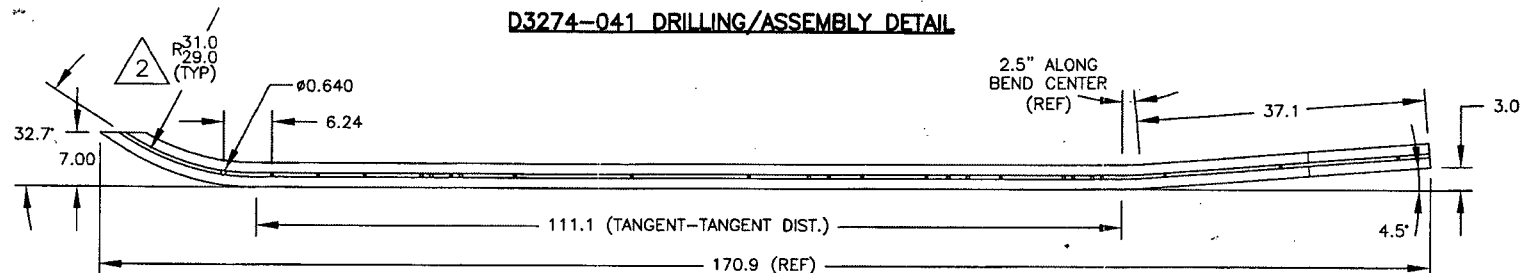 D3274-041 DRILLING/ASSEMBLY DETAIL
2
R31.0
29.0
(TYP)
ø0.640
6.24
2.5" ALONG
BEND CENTER
(REF)
37.1
3.0
32.7°
7.00
111.1 (TANGENT-TANGENT DIST.)
4.5°
170.9 (REF)